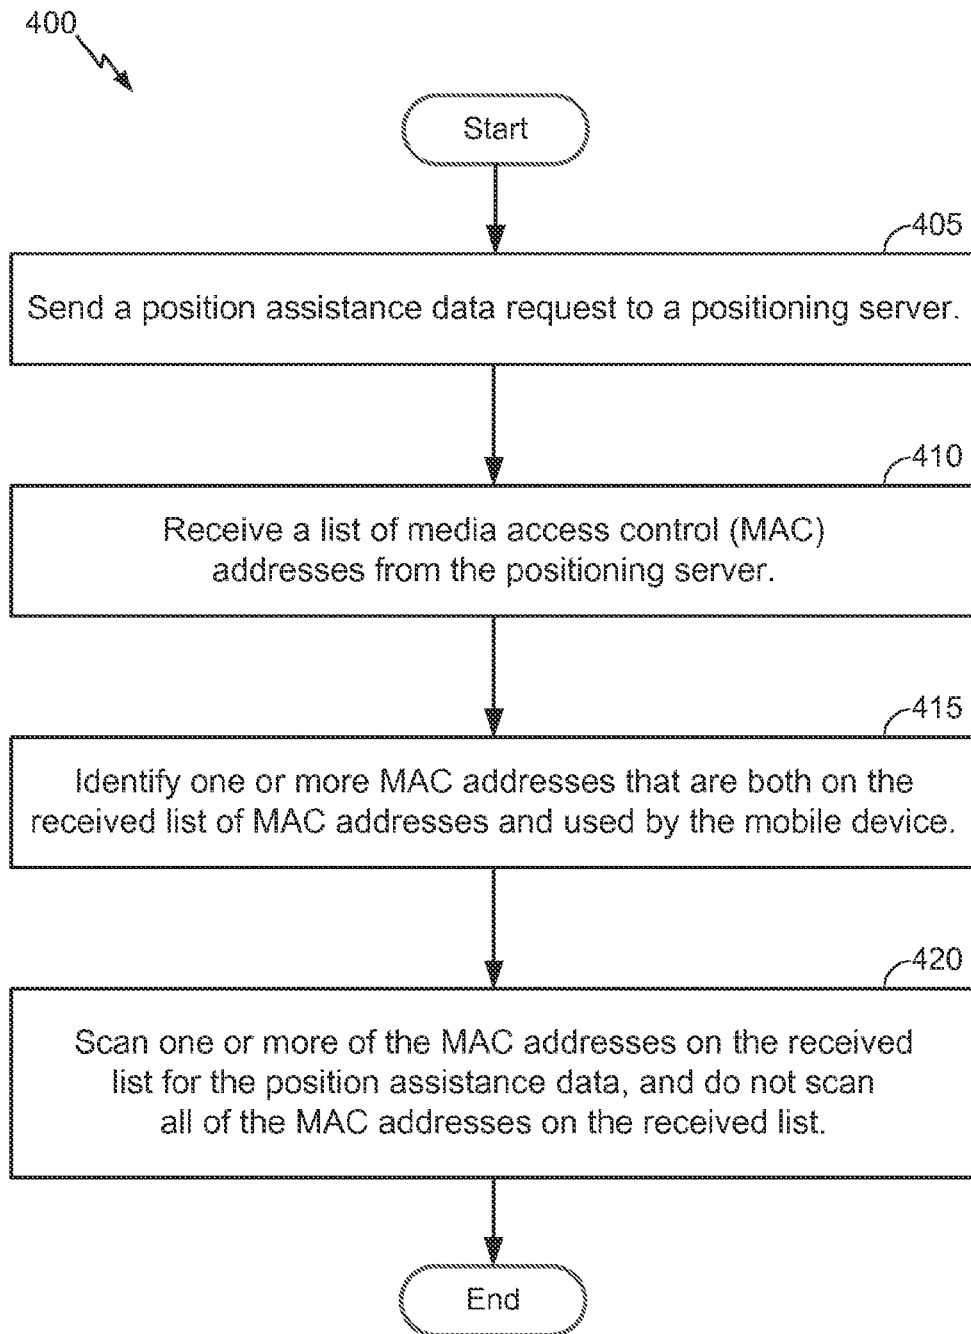 400
Start
405
Send a position assistance data request to a positioning server.
410
Receive a list of media access control (MAC)
addresses from the positioning server.
415
Identify one or more MAC addresses that are both on the
received list of MAC addresses and used by the mobile device.
420
Scan one or more of the MAC addresses on the received
list for the position assistance data, and do not scan
all of the MAC addresses on the received list.
End